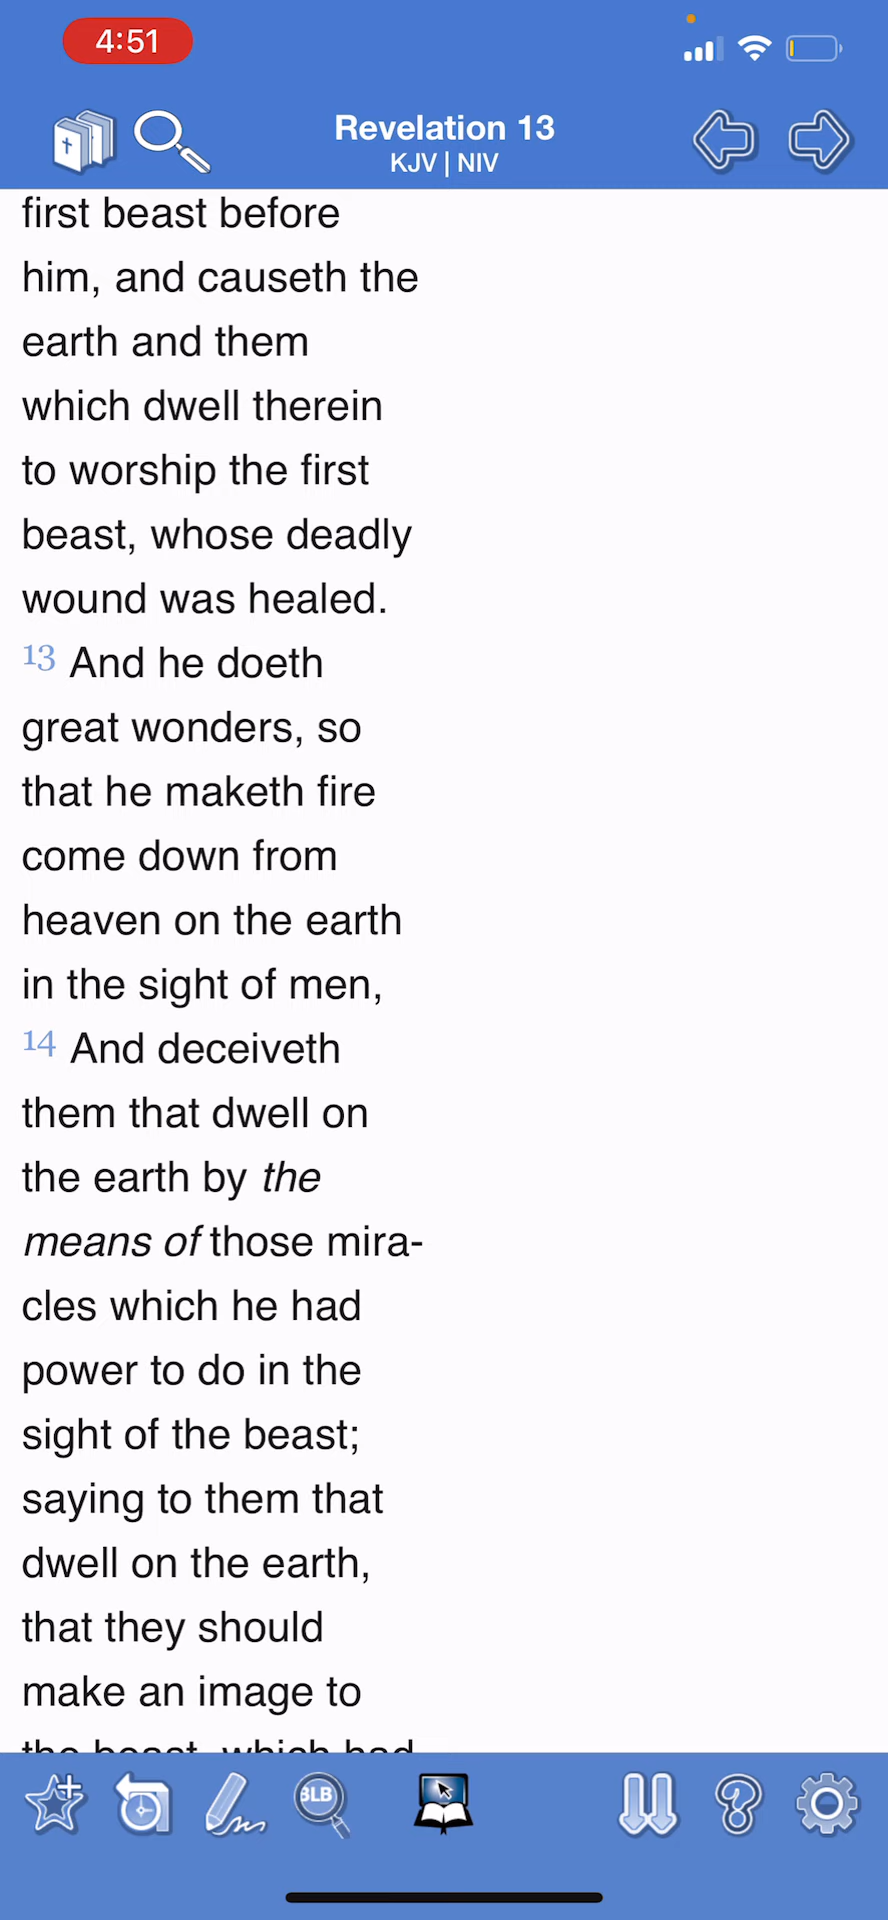 4:51
Revelation 13
KJV | NIV
first beast before
him, and causeth the
earth and them
which dwell therein
to worship the first
beast, whose deadly
wound was healed.
13 And he doeth
great wonders, so
that he maketh fire
come down from
heaven on the earth
in the sight of men,
14 And deceiveth
them that dwell on
the earth by the
means of those mira-
cles which he had
power to do in the
sight of the beast;
saying to them that
dwell on the earth,
that they should
make an image to
the beast, which had
BLB